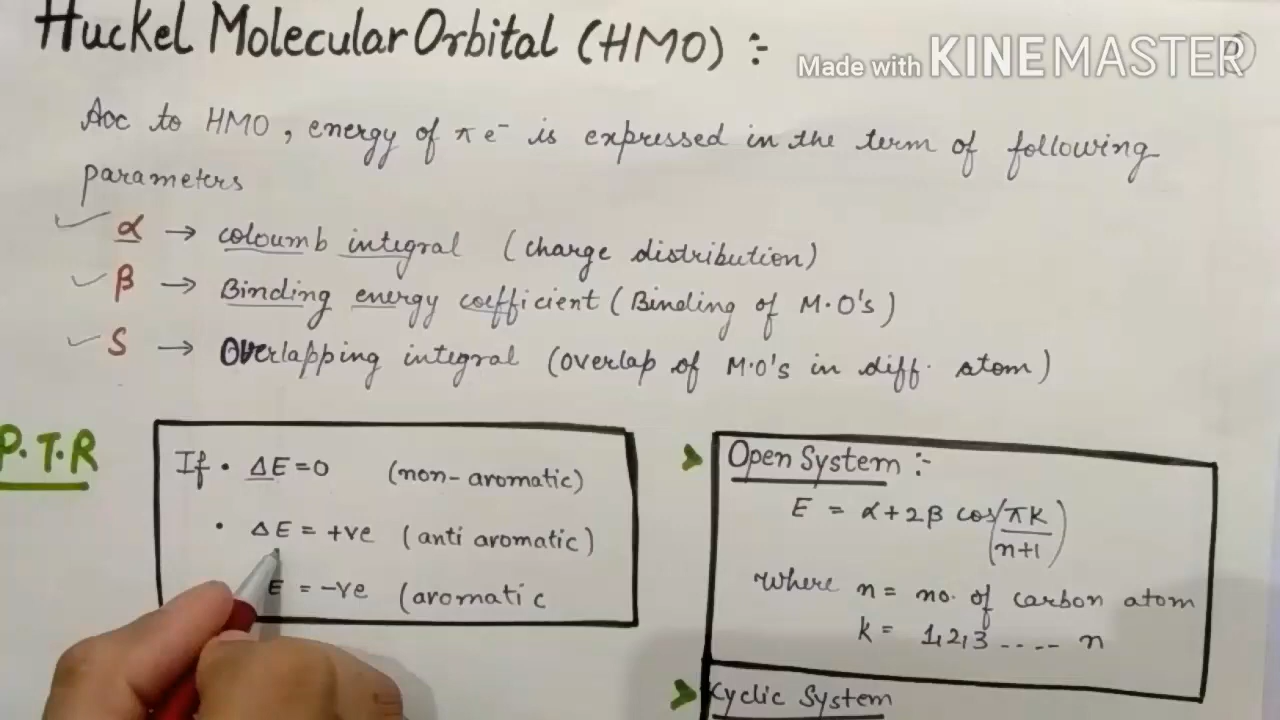 Huckel Molecular Orbital (HMO) :-
Made with KINEMASTER
Acc to HMO, energy of π e⁻ is expressed in the term of following
parameters
α → coloumb integral (charge distribution)
β → Binding energy coefficient (Binding of M.O's)
S → Overlapping integral (overlap of M.O's in diff. atom)
P.T.R
If • ΔE = 0 (non-aromatic)
• ΔE = +ve (anti aromatic)
E = -ve (aromatic
Open System :-
E = α + 2β cos(πk/n+1)
where n = no. of carbon atom
k = 1,2,3 ---- n
Cyclic System